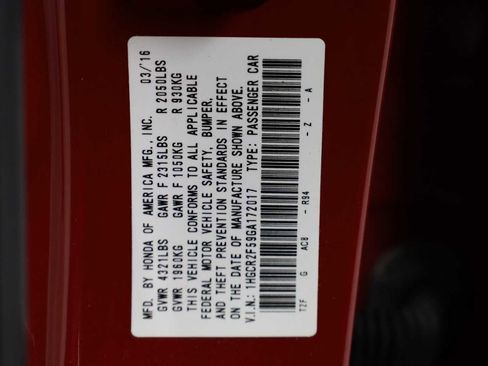 MFD. BY HONDA OF AMERICA MFG., INC. 03/'16
GVWR 4321LBS GAWR F 2315LBS R 2050LBS
GVWR 1960KG GAWR F 1050KG R 930KG
THIS VEHICLE CONFORMS TO ALL APPLICABLE
FEDERAL MOTOR VEHICLE SAFETY, BUMPER,
AND THEFT PREVENTION STANDARDS IN EFFECT
ON THE DATE OF MANUFACTURE SHOWN ABOVE.
V.I.N.: 1HGCR2F59GA172017 TYPE: PASSENGER CAR
T2F G AC8 - R94 - Z - A